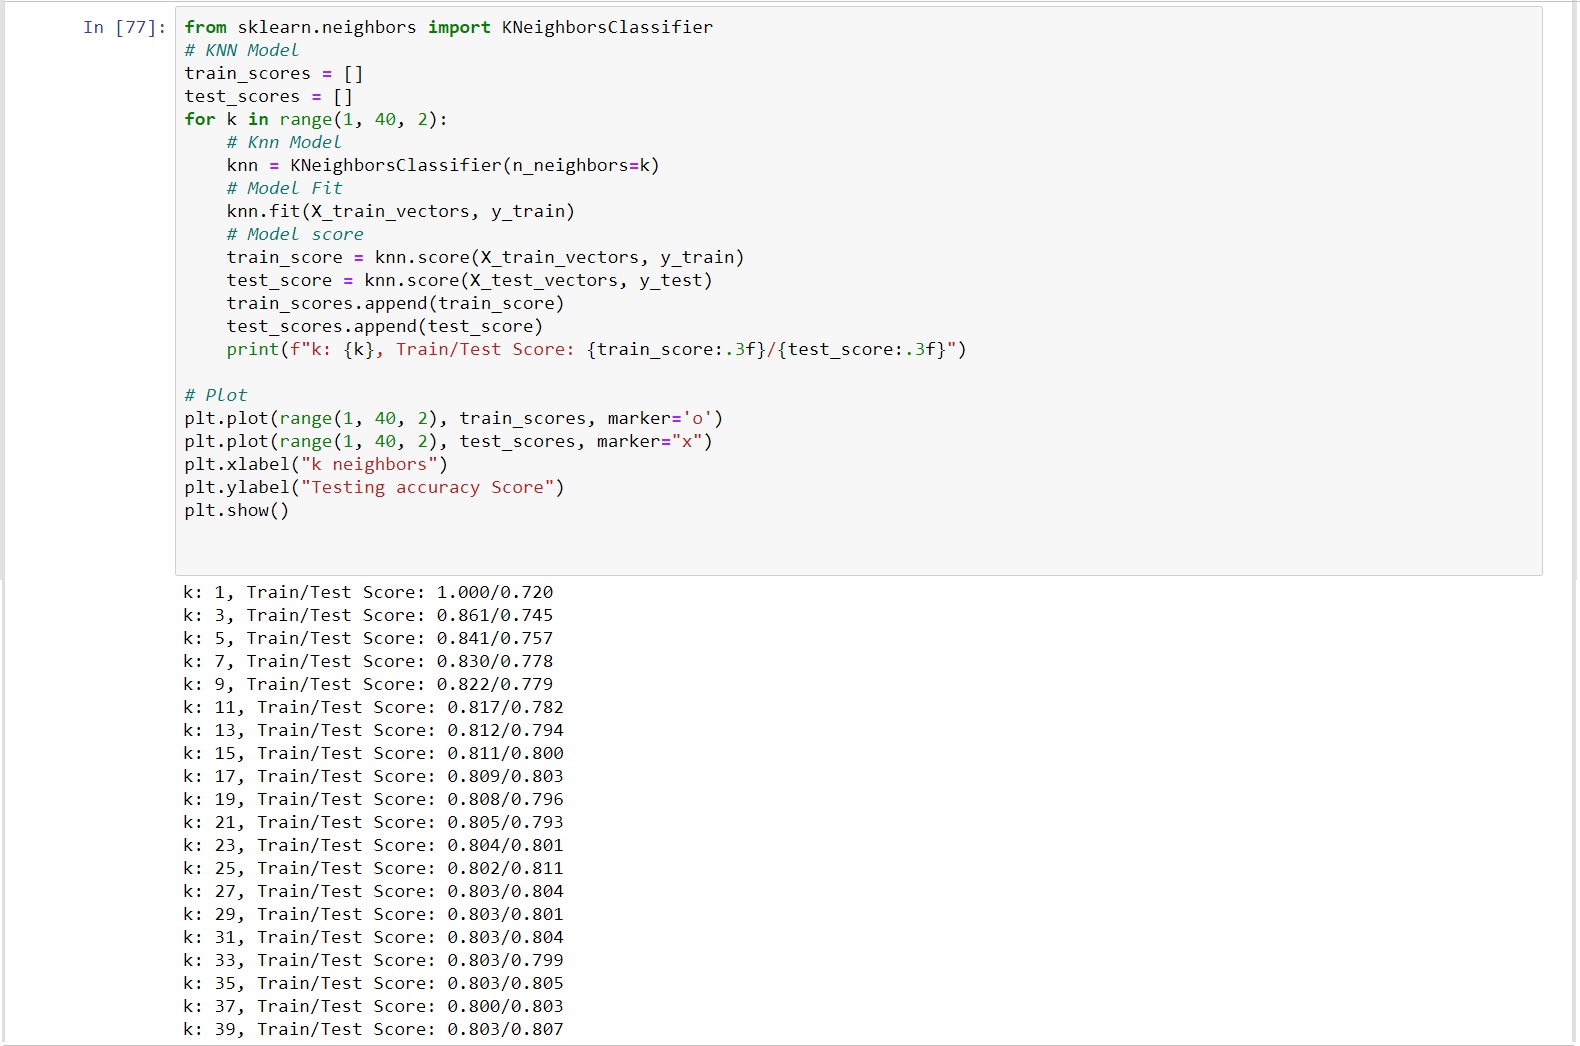 In [77]: from sklearn.neighbors import KNeighborsClassifier
# KNN Model
train_scores = []
test_scores = []
for k in range(1, 40, 2):
    # Knn Model
    knn = KNeighborsClassifier(n_neighbors=k)
    # Model Fit
    knn.fit(X_train_vectors, y_train)
    # Model score
    train_score = knn.score(X_train_vectors, y_train)
    test_score = knn.score(X_test_vectors, y_test)
    train_scores.append(train_score)
    test_scores.append(test_score)
    print(f"k: {k}, Train/Test Score: {train_score:.3f}/{test_score:.3f}")
# Plot
plt.plot(range(1, 40, 2), train_scores, marker='o')
plt.plot(range(1, 40, 2), test_scores, marker="x")
plt.xlabel("k neighbors")
plt.ylabel("Testing accuracy Score")
plt.show()
k: 1, Train/Test Score: 1.000/0.720
k: 3, Train/Test Score: 0.861/0.745
k: 5, Train/Test Score: 0.841/0.757
k: 7, Train/Test Score: 0.830/0.778
k: 9, Train/Test Score: 0.822/0.779
k: 11, Train/Test Score: 0.817/0.782
k: 13, Train/Test Score: 0.812/0.794
k: 15, Train/Test Score: 0.811/0.800
k: 17, Train/Test Score: 0.809/0.803
k: 19, Train/Test Score: 0.808/0.796
k: 21, Train/Test Score: 0.805/0.793
k: 23, Train/Test Score: 0.804/0.801
k: 25, Train/Test Score: 0.802/0.811
k: 27, Train/Test Score: 0.803/0.804
k: 29, Train/Test Score: 0.803/0.801
k: 31, Train/Test Score: 0.803/0.804
k: 33, Train/Test Score: 0.803/0.799
k: 35, Train/Test Score: 0.803/0.805
k: 37, Train/Test Score: 0.800/0.803
k: 39, Train/Test Score: 0.803/0.807